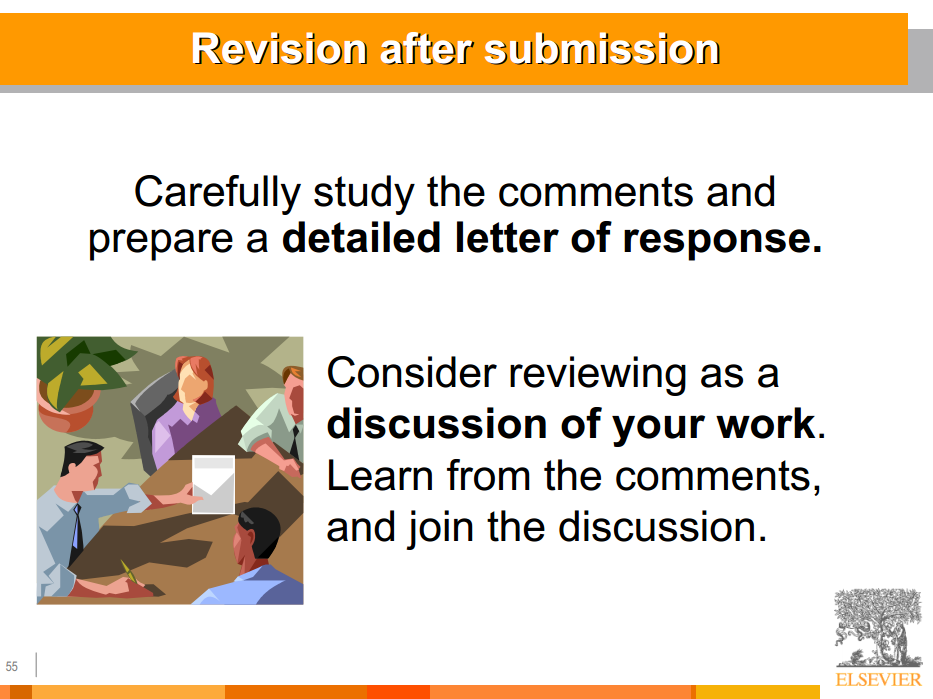 Revision after submission
Carefully study the comments and
prepare a detailed letter of response.
Consider reviewing as a
discussion of your work.
Learn from the comments,
and join the discussion.
55
ELSEVIER